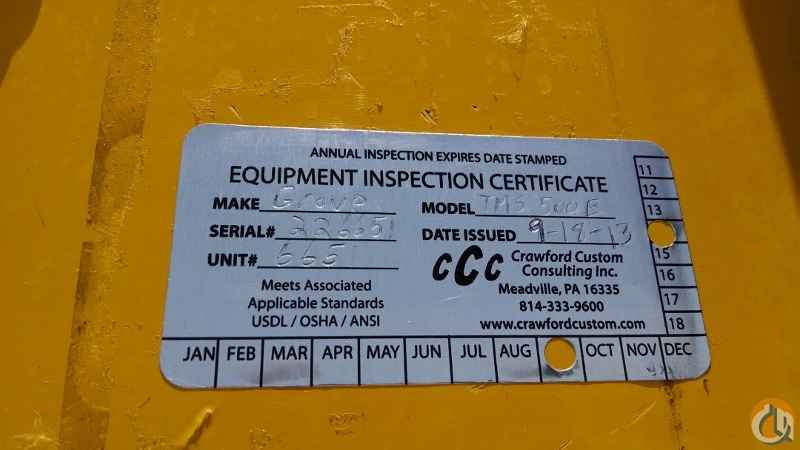 ANNUAL INSPECTION EXPIRES DATE STAMPED
EQUIPMENT INSPECTION CERTIFICATE
MAKE Grove MODEL TMS 500E
SERIAL# 226651 DATE ISSUED 9-18-13
UNIT# 665
cCc Crawford Custom
Consulting Inc.
Meadville, PA 16335
814-333-9600
www.crawfordcustom.com
Meets Associated
Applicable Standards
USDL / OSHA / ANSI
11
12
13
15
16
17
18
JAN FEB MAR APR MAY JUN JUL AUG OCT NOV DEC